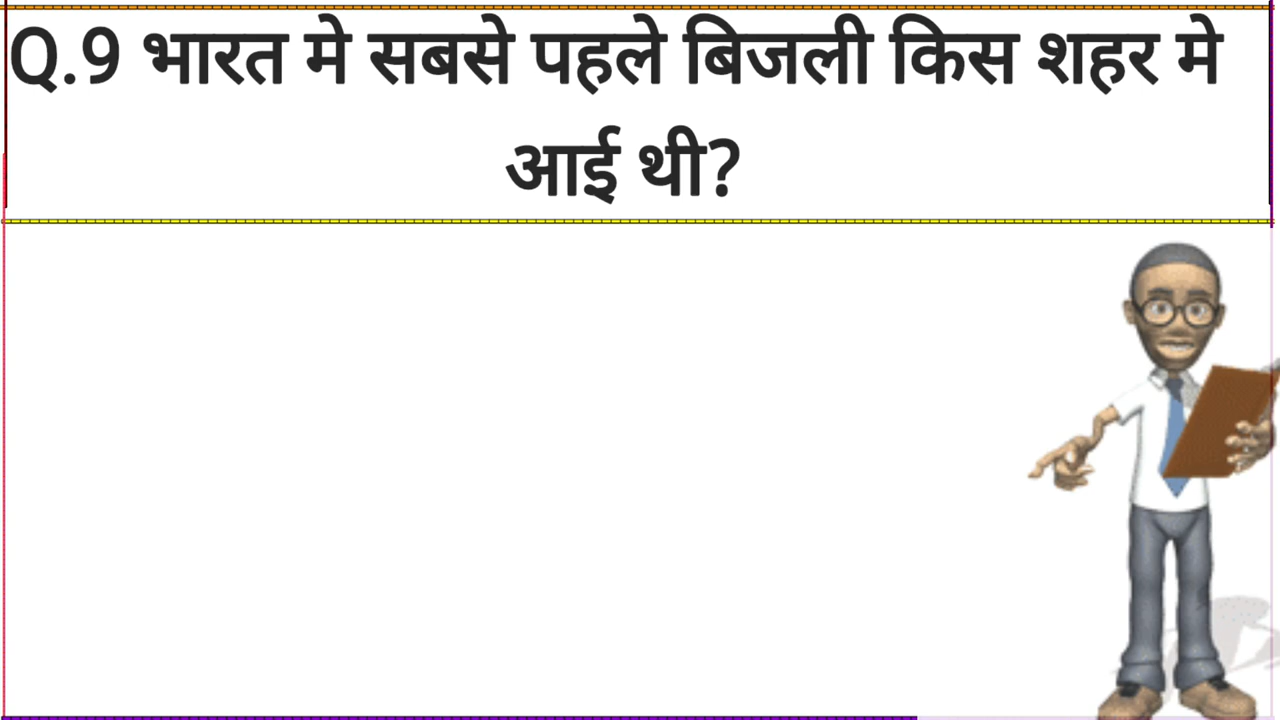 Q.9 भारत मे सबसे पहले बिजली किस शहर मे
आई थी?